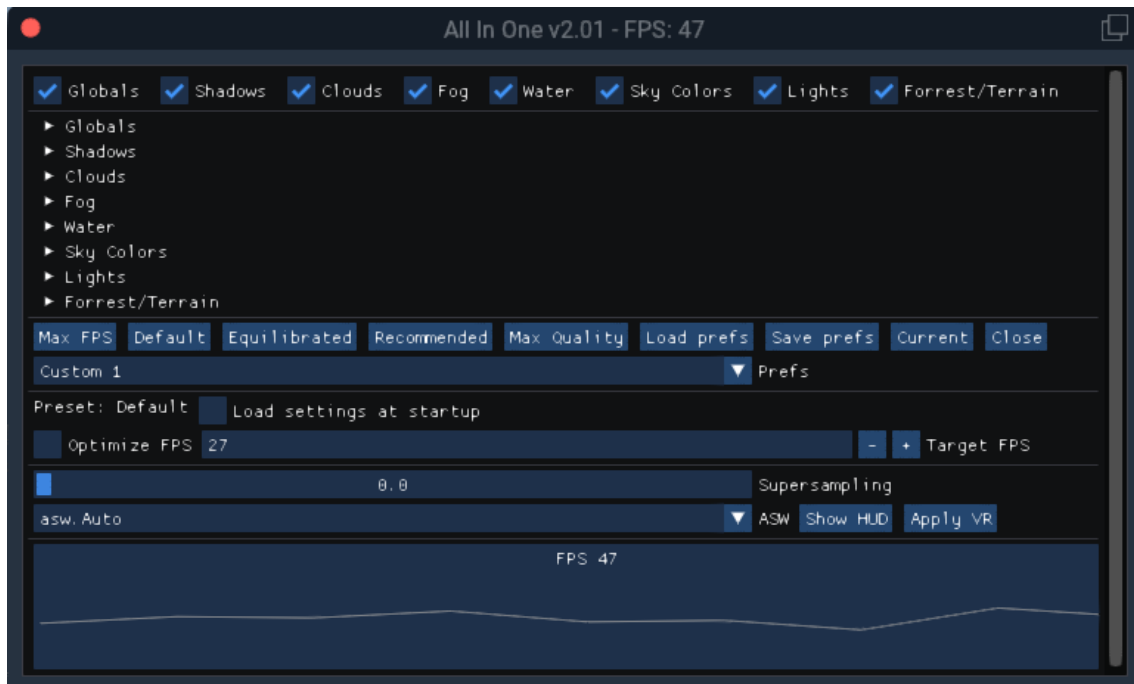 All In One v2.01 - FPS: 47
Globals Shadows Clouds Fog Water Sky Colors Lights Forrest/Terrain
Globals
Shadows
Clouds
Fog
Water
Sky Colors
Lights
Forrest/Terrain
Max FPS Default Equilibrated Recommended Max Quality Load prefs Save prefs Current Close
Custom 1 Prefs
Preset: Default Load settings at startup
Optimize FPS 27 - + Target FPS
0.0 Supersampling
asw.Auto ASW Show HUD Apply VR
FPS 47